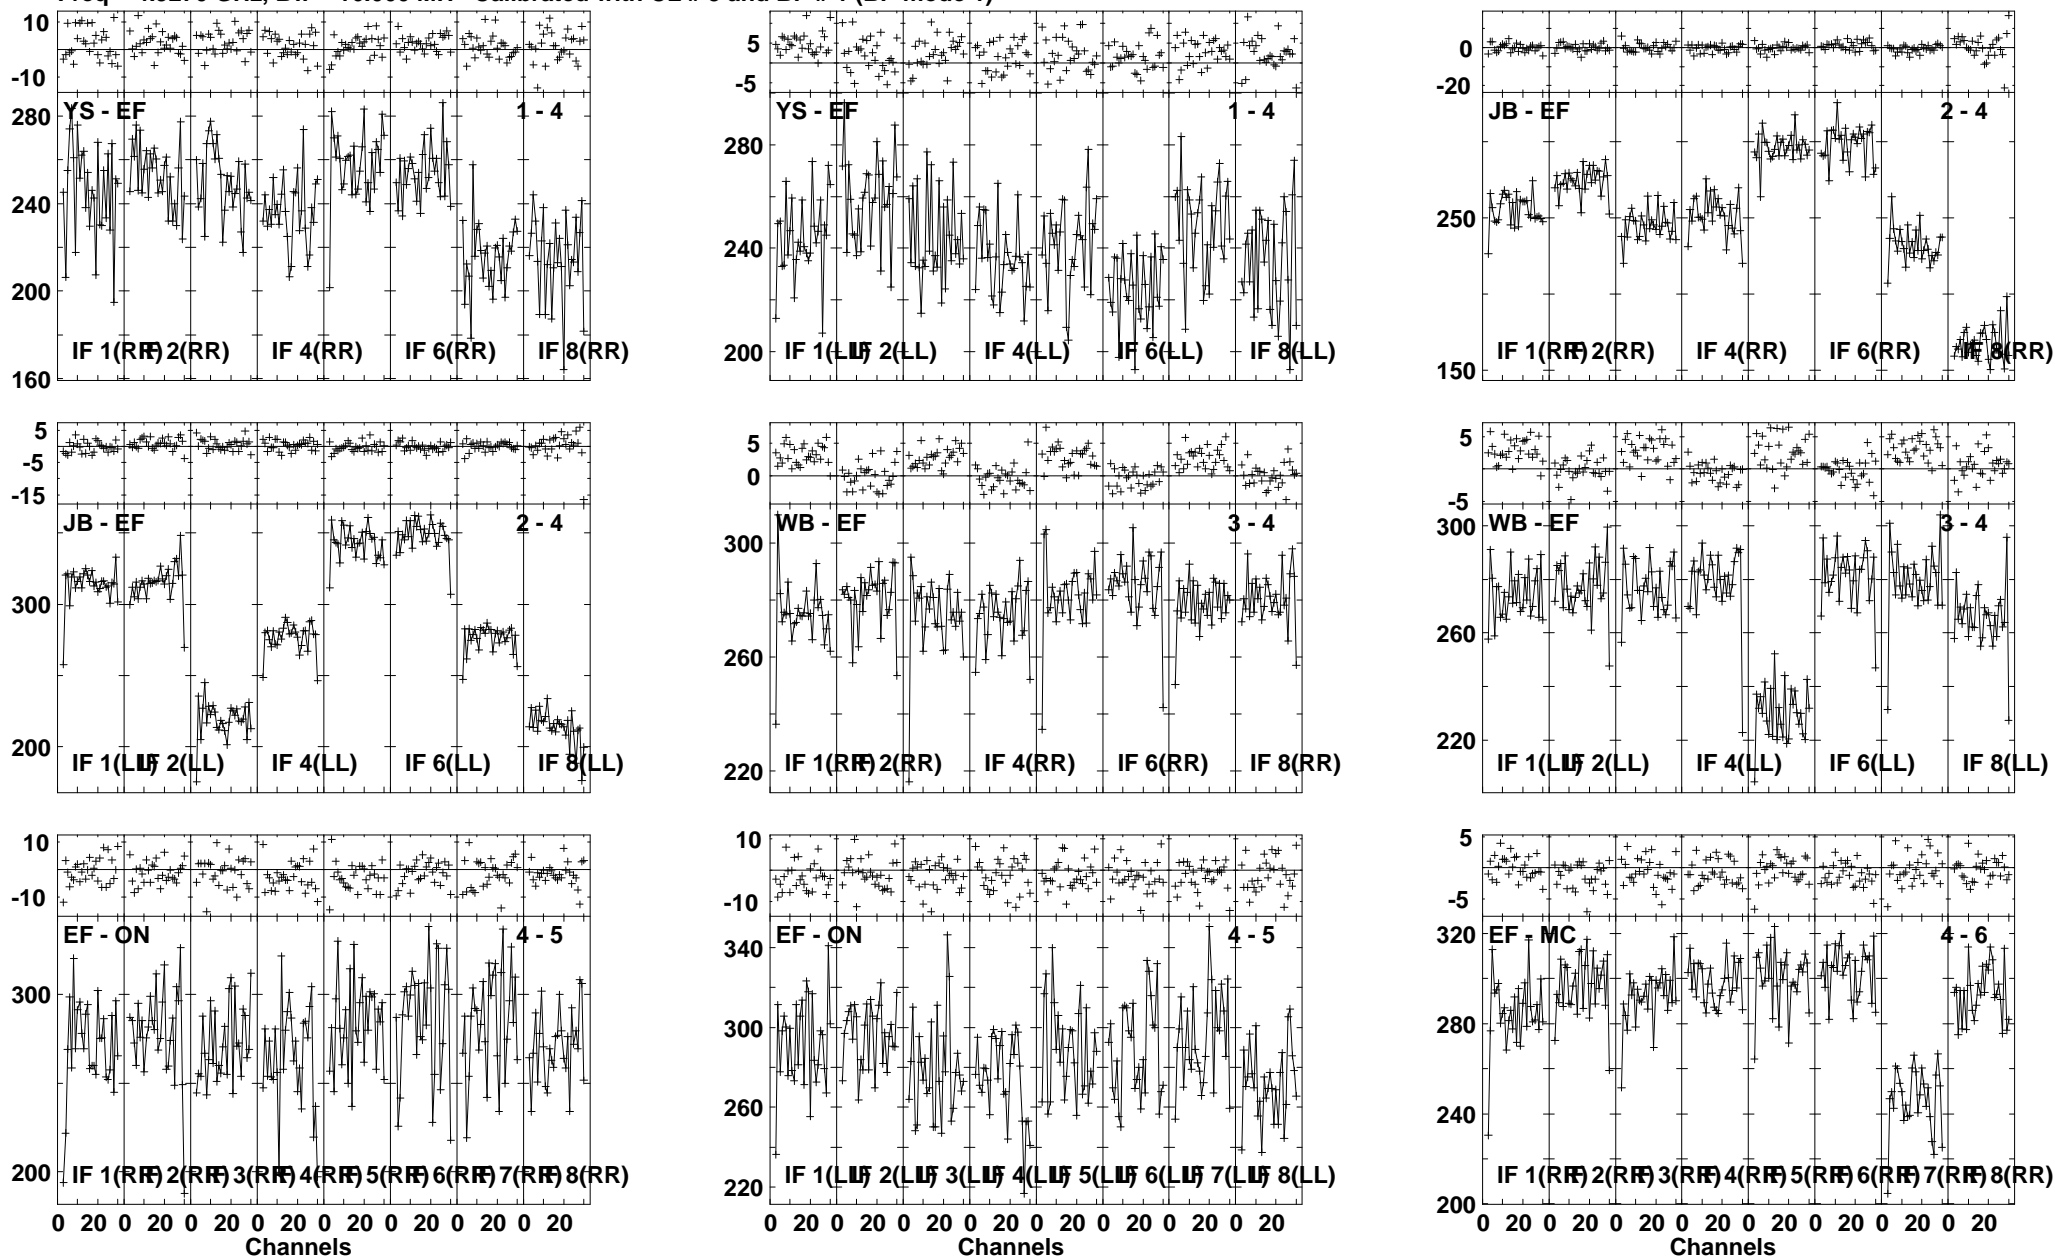 10
-10
280
240
200
160
YS - EF
1 - 4
IF 1(RR)
IF 2(RR)
IF 4(RR)
IF 6(RR)
IF 8(RR)
5
-5
280
240
200
YS - EF
1 - 4
IF 1(LL)
IF 2(LL)
IF 4(LL)
IF 6(LL)
IF 8(LL)
0
-20
250
150
JB - EF
2 - 4
IF 1(RR)
IF 2(RR)
IF 4(RR)
IF 6(RR)
IF 8(RR)
5
-5
-15
300
200
JB - EF
2 - 4
IF 1(LL)
IF 2(LL)
IF 4(LL)
IF 6(LL)
IF 8(LL)
5
0
300
260
220
WB - EF
3 - 4
IF 1(RR)
IF 2(RR)
IF 4(RR)
IF 6(RR)
IF 8(RR)
5
-5
300
260
220
WB - EF
3 - 4
IF 1(LL)
IF 2(LL)
IF 4(LL)
IF 6(LL)
IF 8(LL)
10
-10
300
200
EF - ON
4 - 5
IF 1(RR)
IF 2(RR)
IF 3(RR)
IF 4(RR)
IF 5(RR)
IF 6(RR)
IF 7(RR)
IF 8(RR)
0 20 0 20 0 20 0 20 0 20 0 20 0 20 0 20
Channels
10
-10
340
300
260
220
EF - ON
4 - 5
IF 1(LL)
IF 2(LL)
IF 3(LL)
IF 4(LL)
IF 5(LL)
IF 6(LL)
IF 7(LL)
IF 8(LL)
0 20 0 20 0 20 0 20 0 20 0 20 0 20 0 20
Channels
5
-5
320
280
240
200
EF - MC
4 - 6
IF 1(RR)
IF 2(RR)
IF 3(RR)
IF 4(RR)
IF 5(RR)
IF 6(RR)
IF 7(RR)
IF 8(RR)
0 20 0 20 0 20 0 20 0 20 0 20 0 20 0 20
Channels